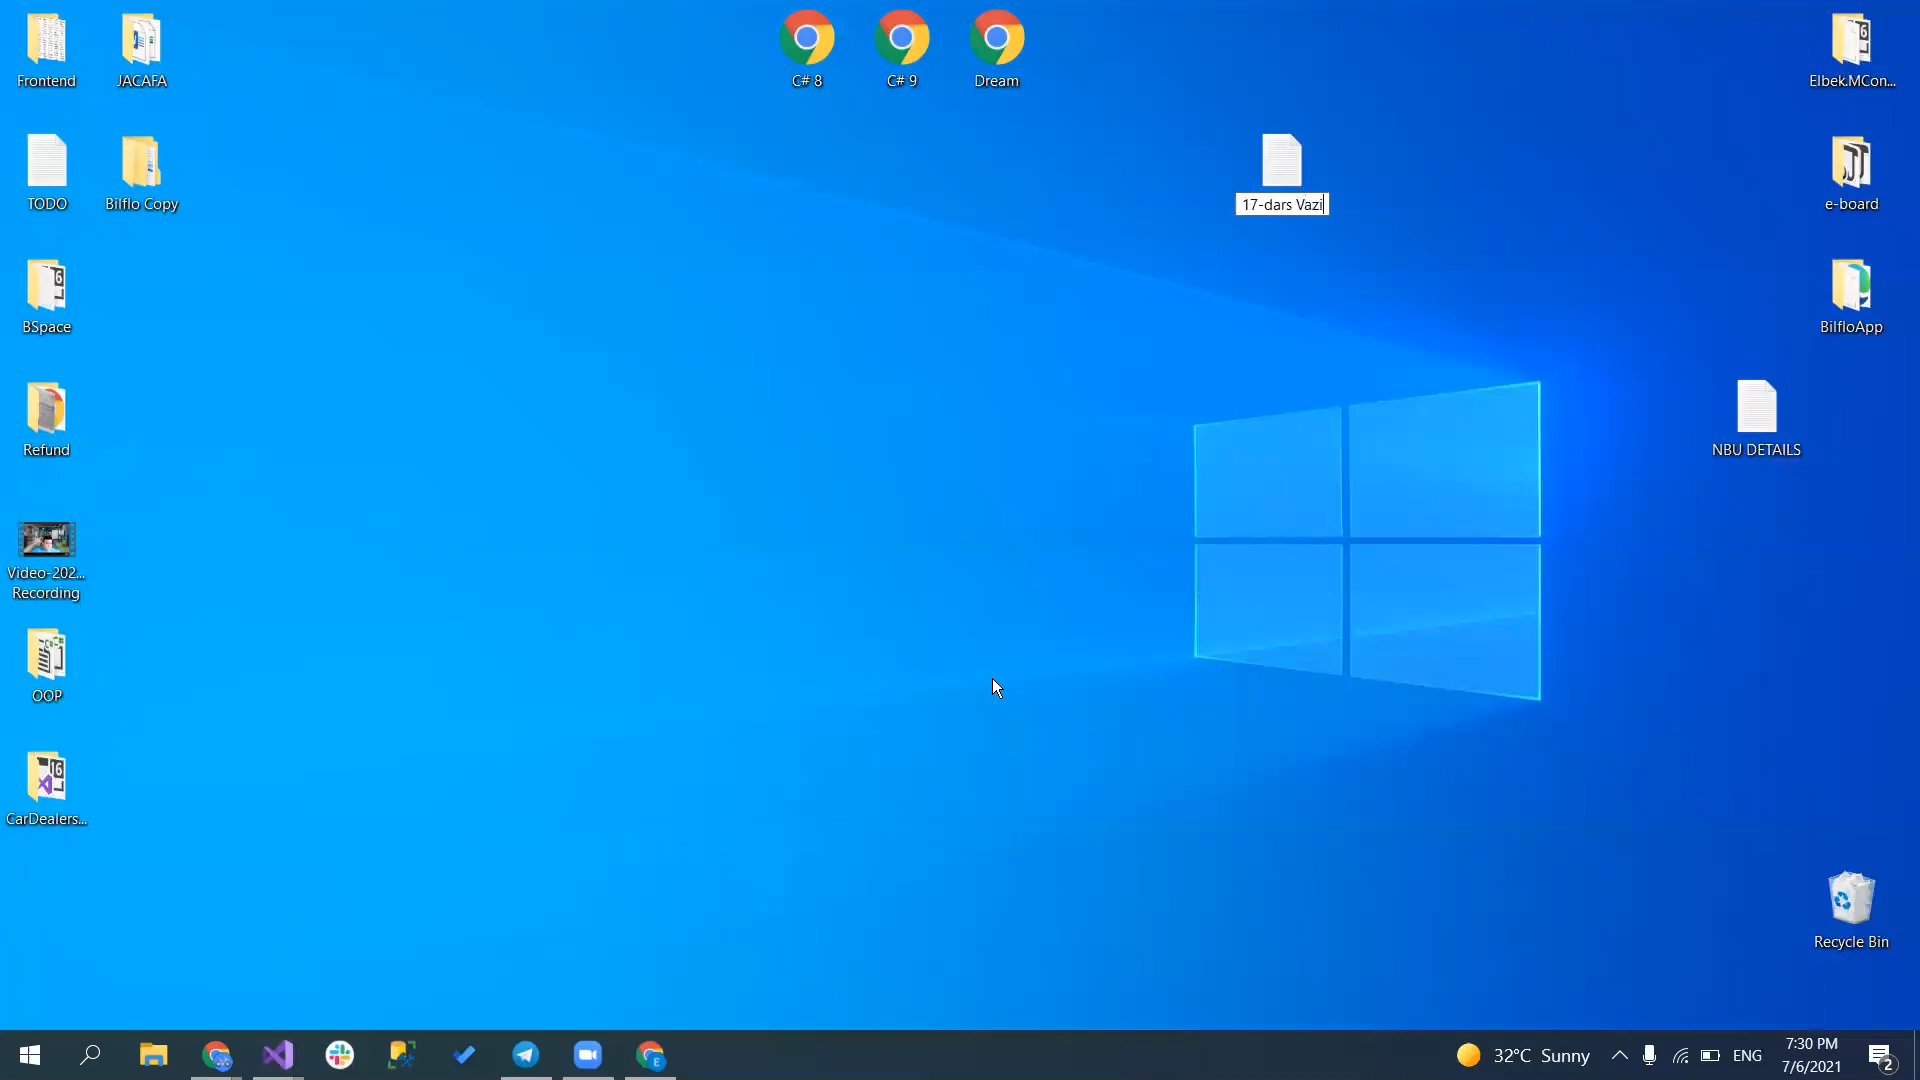 Frontend
JACAFA
C# 8
C# 9
Dream
Elbek.MCon...
TODO
Bilflo Copy
17-dars Vazi
e-board
BSpace
BilfloApp
Refund
NBU DETAILS
Video-202...
Recording
OOP
CarDealers...
Recycle Bin
32°C Sunny
ENG
7:30 PM
7/6/2021
2